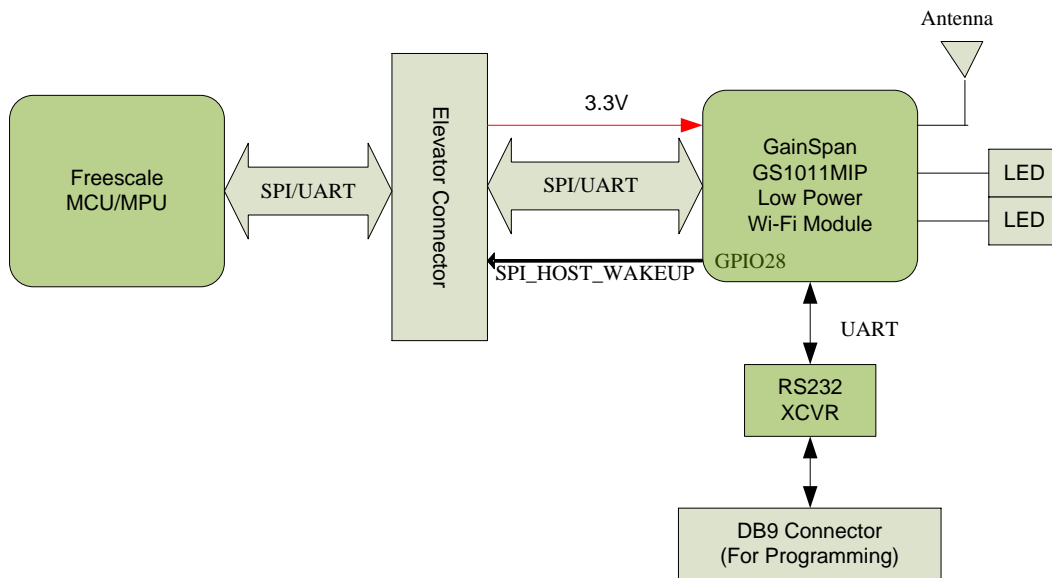 Antenna
3.3V
Freescale
MCU/MPU
SPI/UART
Elevator Connector
SPI/UART
GainSpan
GS1011MIP
Low Power
Wi-Fi Module
LED
LED
GPIO28
SPI_HOST_WAKEUP
UART
RS232
XCVR
DB9 Connector
(For Programming)